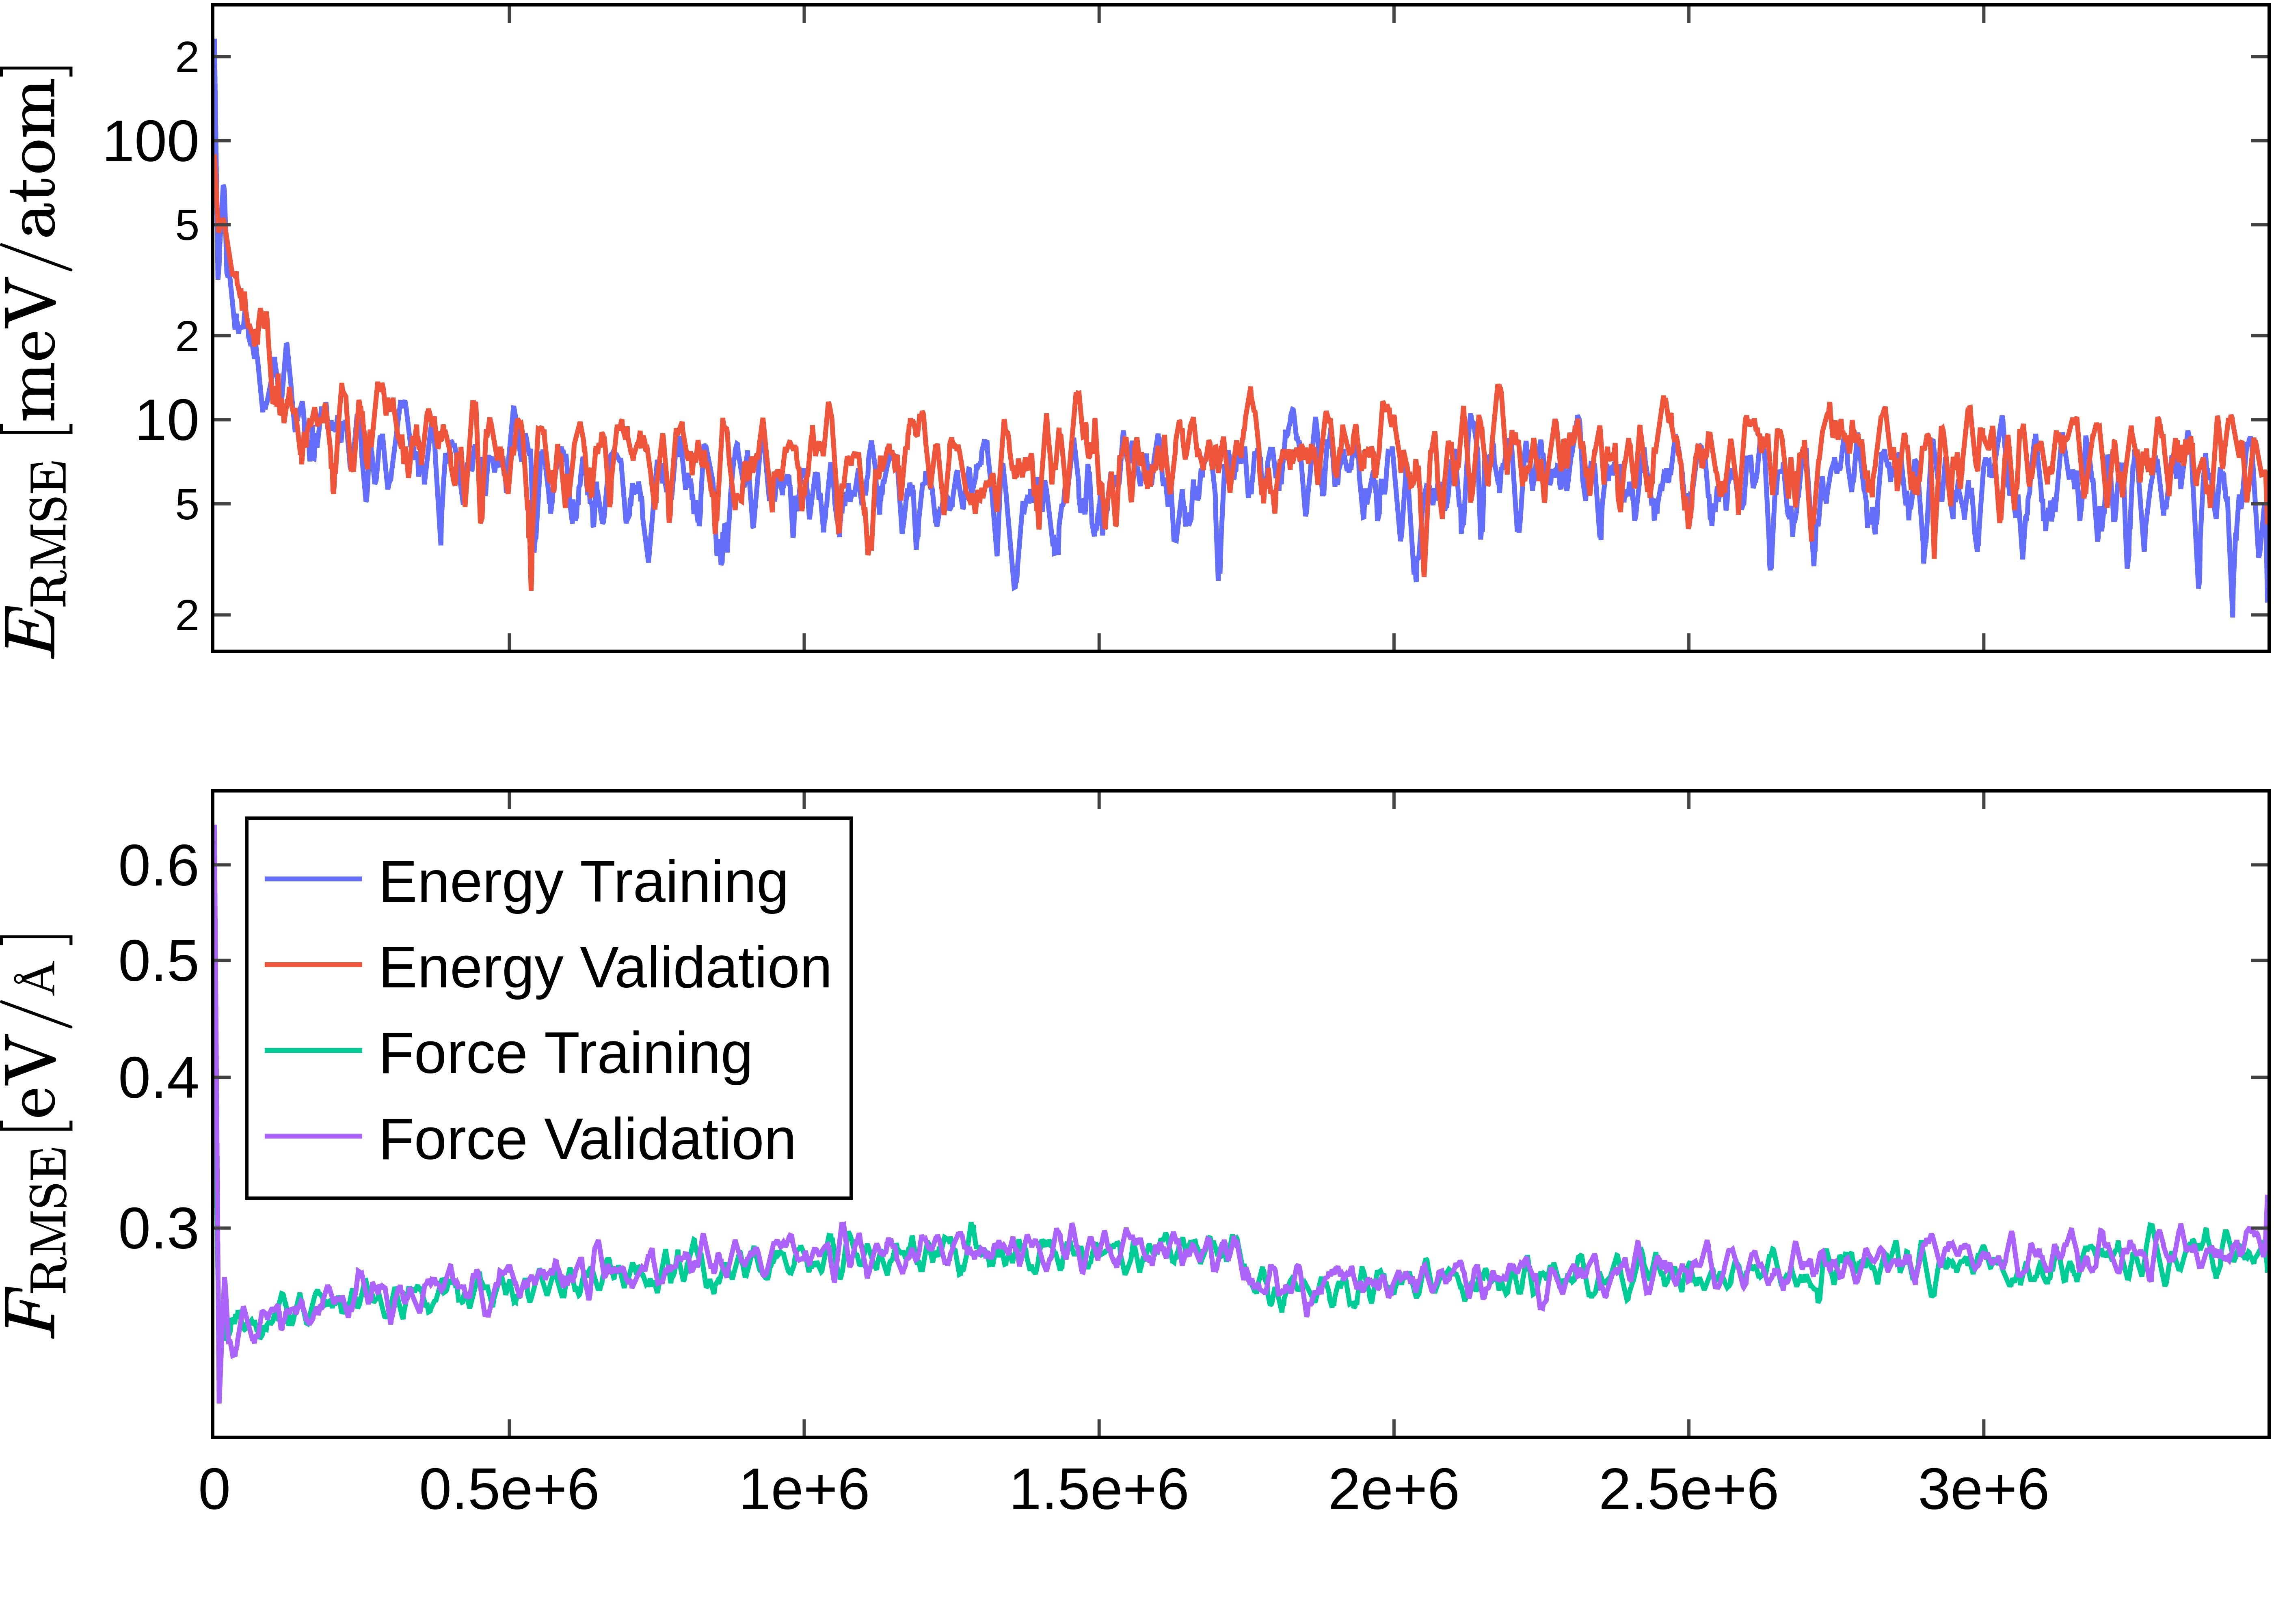 E_RMSE [meV/atom]
2
100
5
2
10
5
2
F_RMSE [eV/Å]
0.6
0.5
0.4
0.3
Energy Training
Energy Validation
Force Training
Force Validation
0 0.5e+6 1e+6 1.5e+6 2e+6 2.5e+6 3e+6